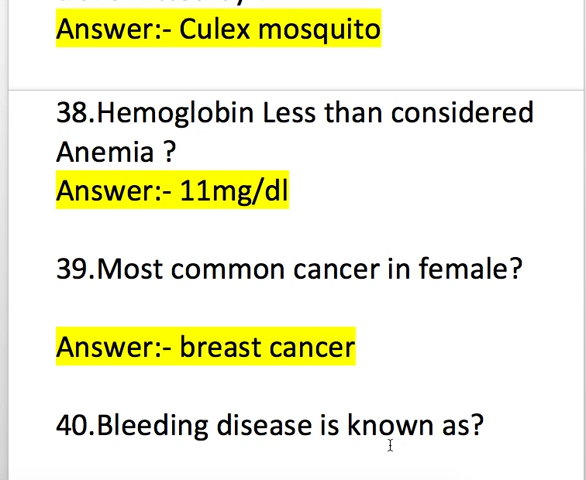 Answer:- Culex mosquito
38.Hemoglobin Less than considered
Anemia ?
Answer:- 11mg/dl
39.Most common cancer in female?
Answer:- breast cancer
40.Bleeding disease is known as?